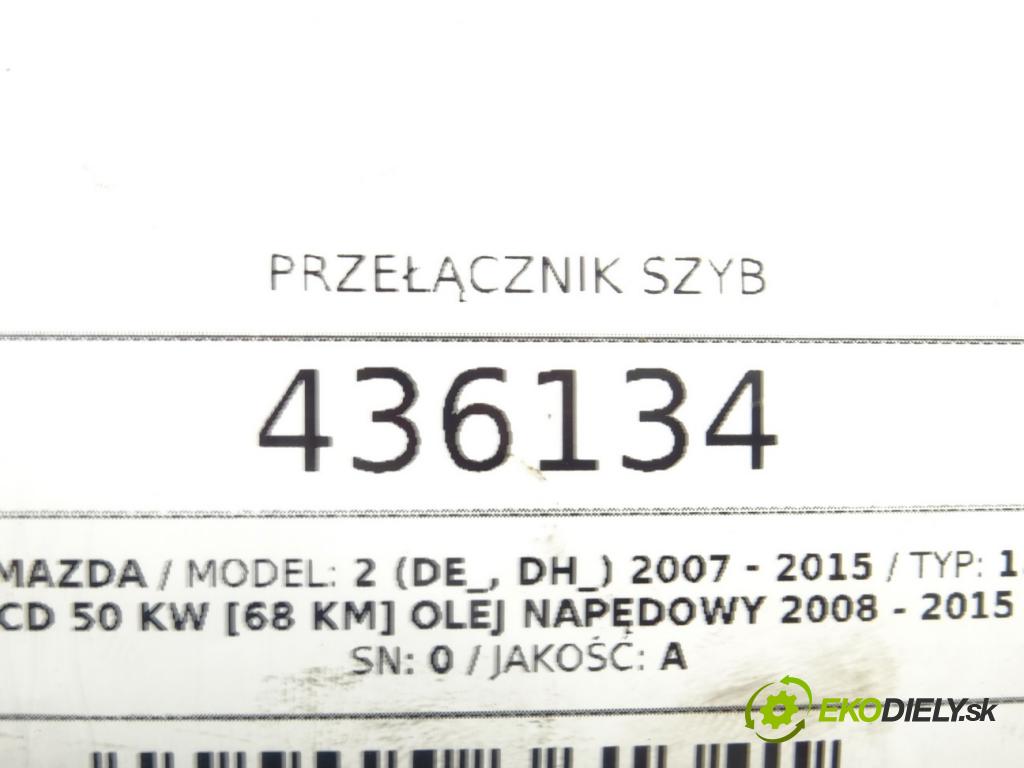 PRZEŁĄCZNIK SZYB
436134
MAZDA / MODEL: 2 (DE_, DH_) 2007 - 2015 / TYP: 1.
CD 50 KW [68 KM] OLEJ NAPĘDOWY 2008 - 2015
SN: 0 / JAKOŚĆ: A
EKODIELY.sk